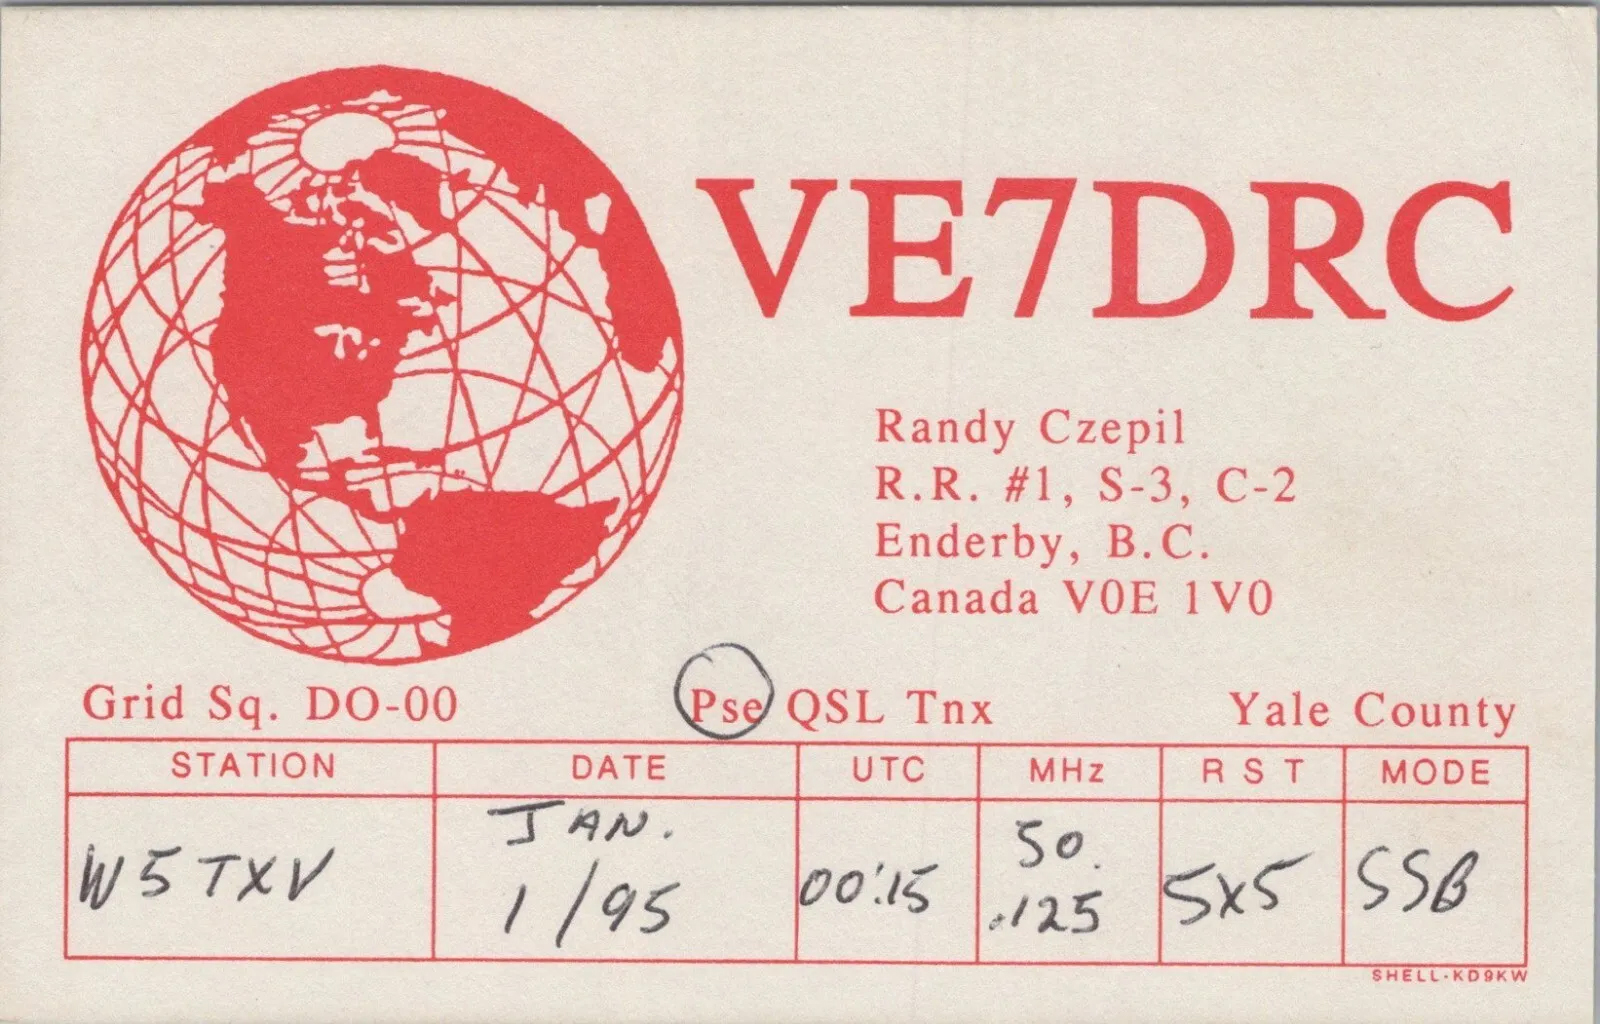 VE7DRC
Randy Czepil
R.R. #1, S-3, C-2
Enderby, B.C.
Canada V0E 1V0
Grid Sq. DO-00 Pse QSL Tnx Yale County
STATION DATE UTC MHz RST MODE
W5TXV JAN. 1/95 00:15 50. .125 5x5 SSB
SHELL-KD9KW